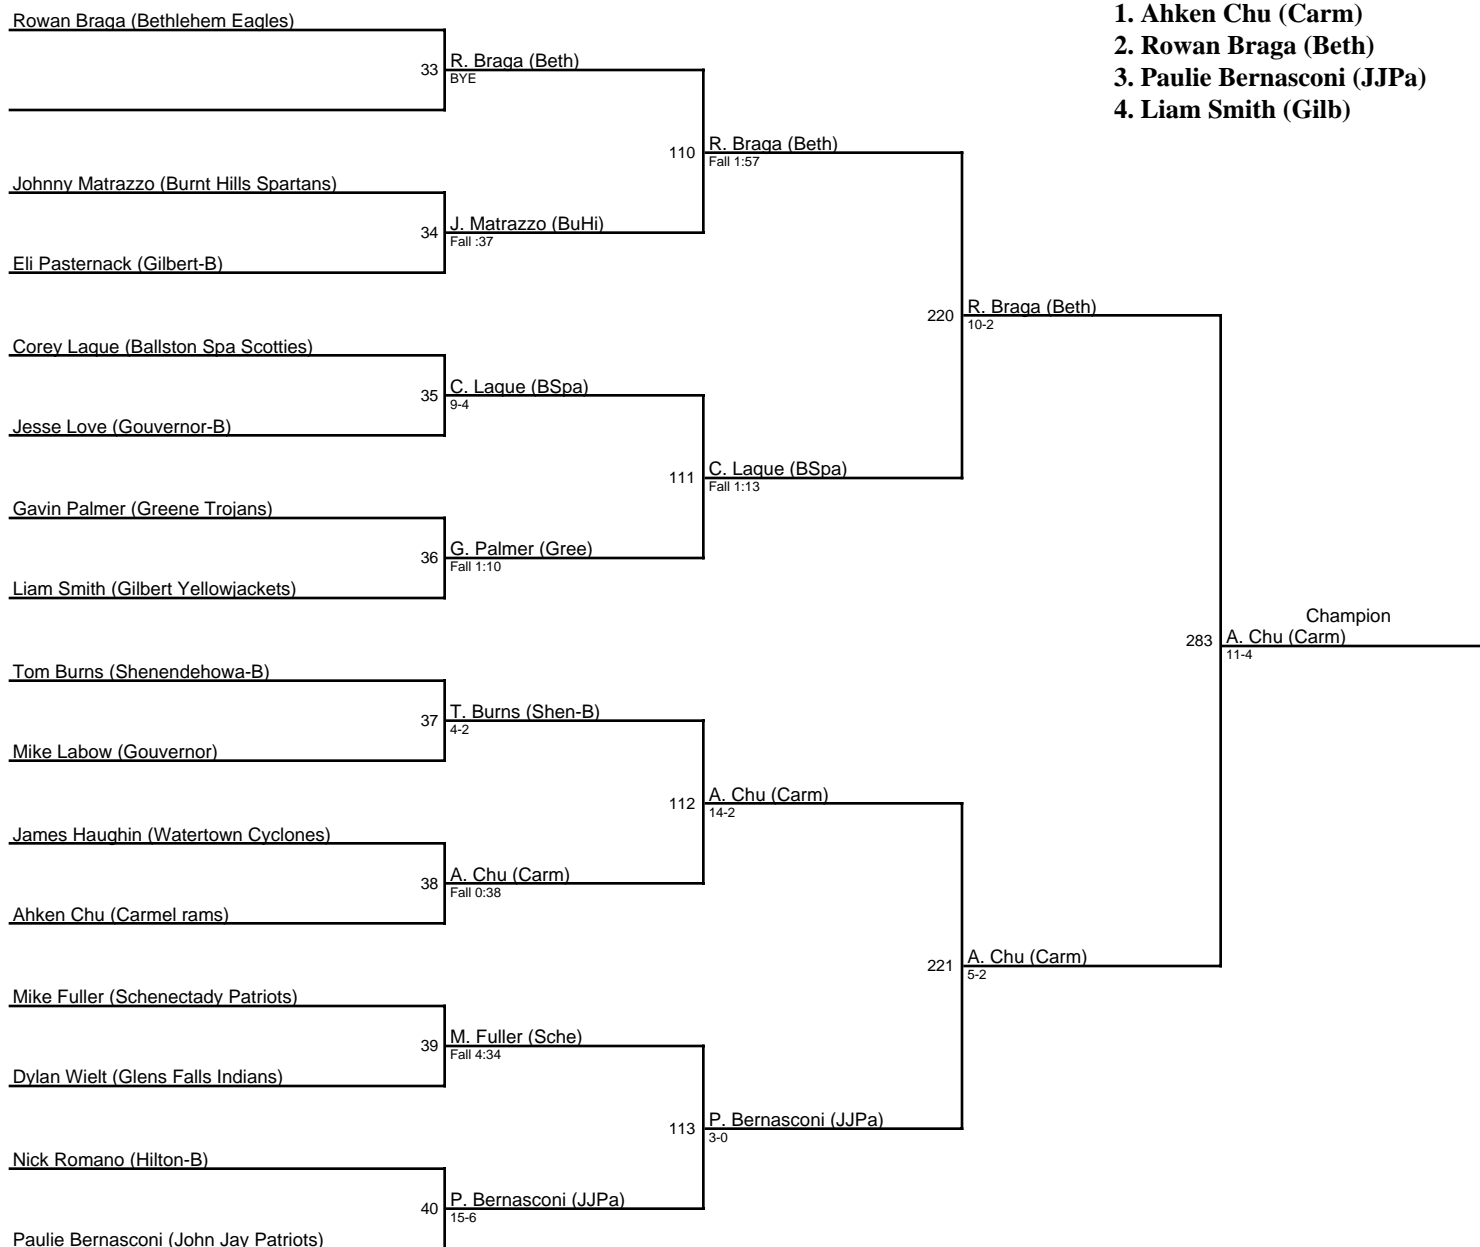 1. Ahken Chu (Carm)
2. Rowan Braga (Beth)
3. Paulie Bernasconi (JJPa)
4. Liam Smith (Gilb)
Rowan Braga (Bethlehem Eagles)
33
R. Braga (Beth)
BYE
110
R. Braga (Beth)
Fall 1:57
Johnny Matrazzo (Burnt Hills Spartans)
34
J. Matrazzo (BuHi)
Fall :37
Eli Pasternack (Gilbert-B)
220
R. Braga (Beth)
10-2
Corey Laque (Ballston Spa Scotties)
35
C. Laque (BSpa)
9-4
Jesse Love (Gouvernor-B)
111
C. Laque (BSpa)
Fall 1:13
Gavin Palmer (Greene Trojans)
36
G. Palmer (Gree)
Fall 1:10
Liam Smith (Gilbert Yellowjackets)
Champion
283
A. Chu (Carm)
11-4
Tom Burns (Shenendehowa-B)
37
T. Burns (Shen-B)
4-2
Mike Labow (Gouvernor)
112
A. Chu (Carm)
14-2
James Haughin (Watertown Cyclones)
38
A. Chu (Carm)
Fall 0:38
Ahken Chu (Carmel rams)
221
A. Chu (Carm)
5-2
Mike Fuller (Schenectady Patriots)
39
M. Fuller (Sche)
Fall 4:34
Dylan Wielt (Glens Falls Indians)
113
P. Bernasconi (JJPa)
3-0
Nick Romano (Hilton-B)
40
P. Bernasconi (JJPa)
15-6
Paulie Bernasconi (John Jay Patriots)